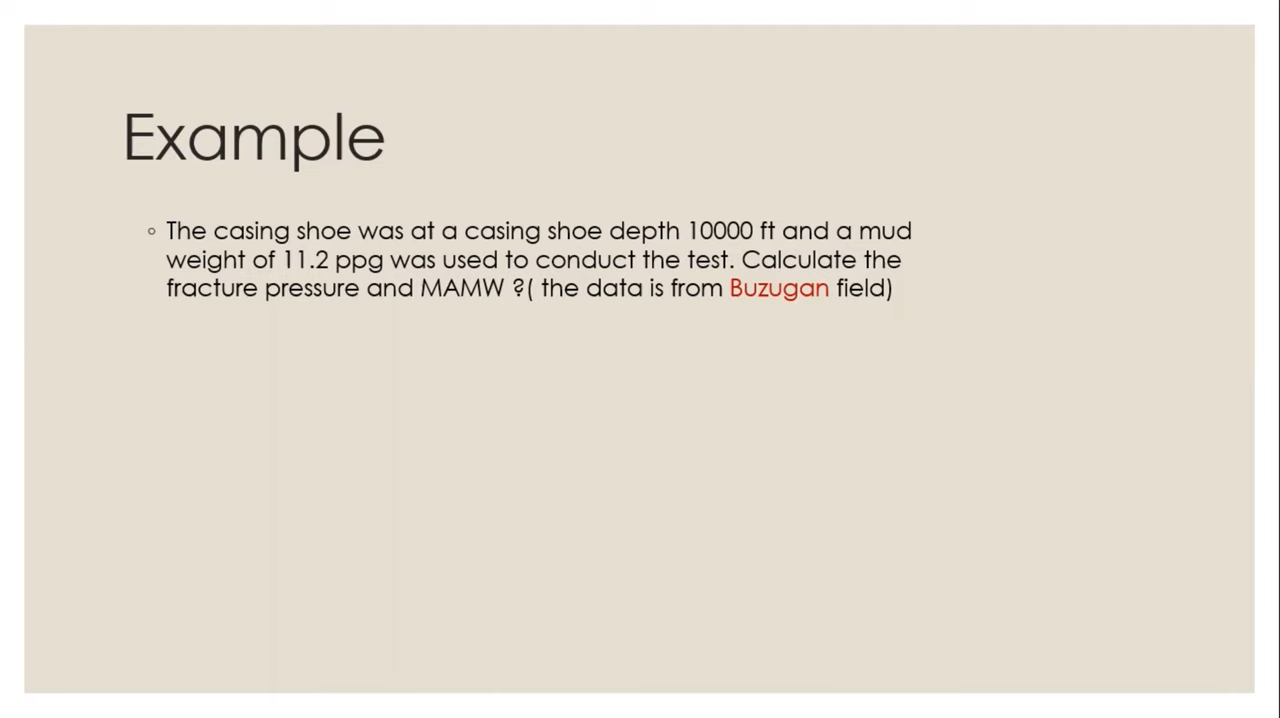 Example
◦ The casing shoe was at a casing shoe depth 10000 ft and a mud
weight of 11.2 ppg was used to conduct the test. Calculate the
fracture pressure and MAMW ?( the data is from Buzugan field)